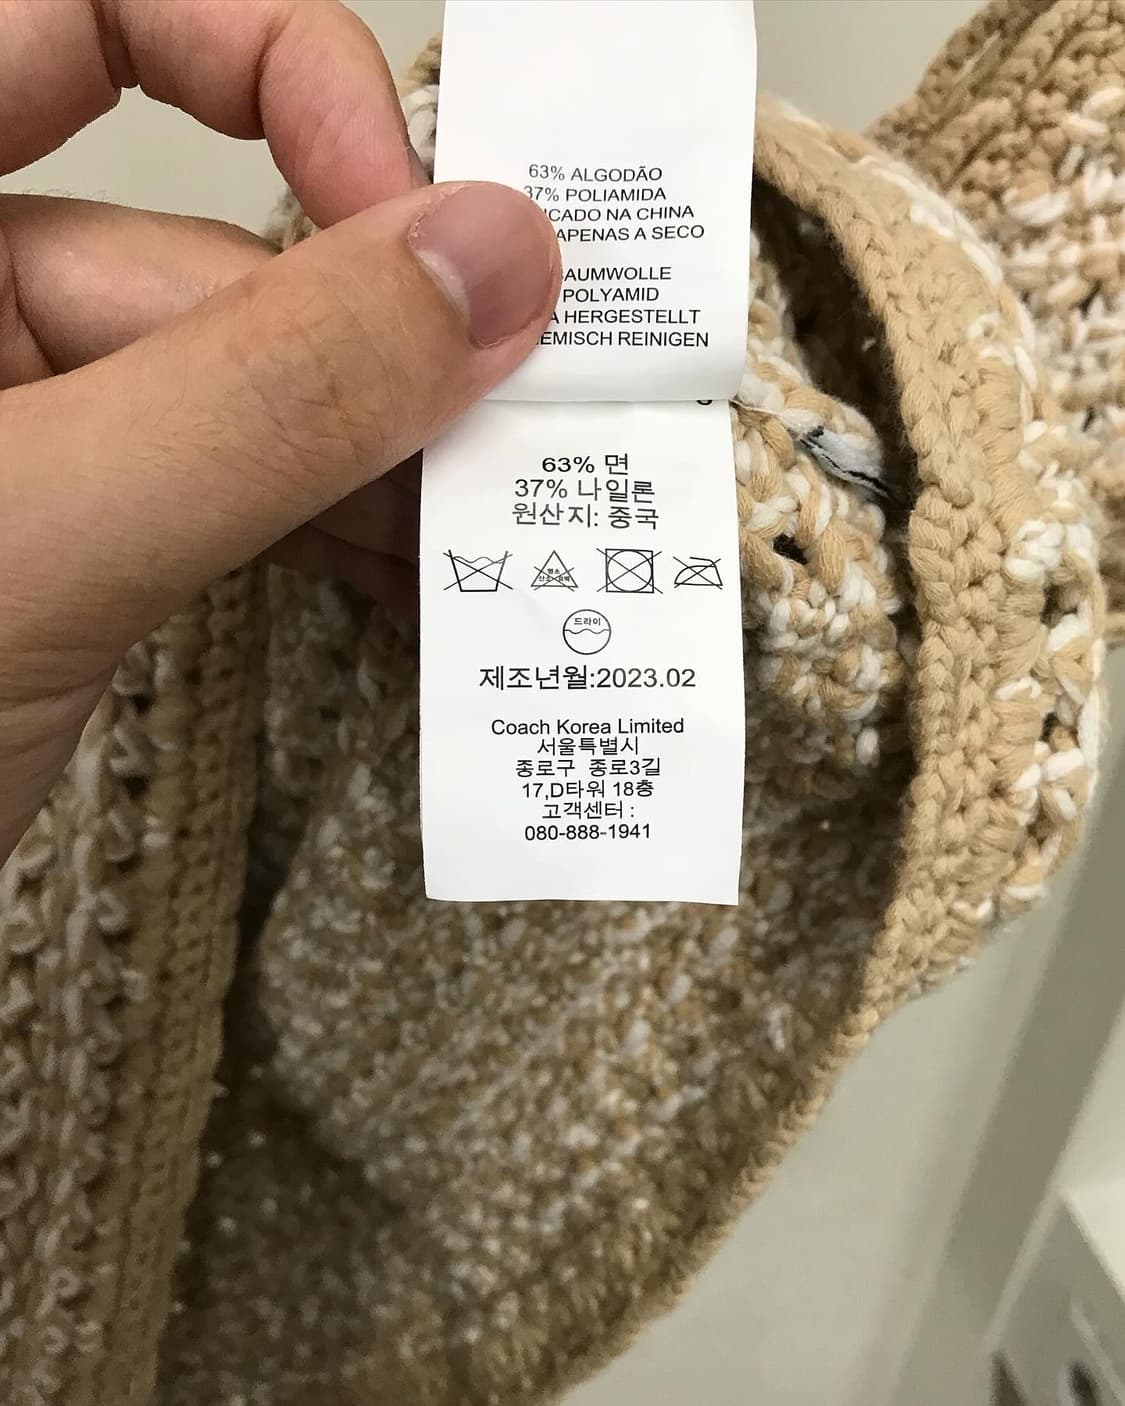 63% ALGODÃO
37% POLIAMIDA
NA CHINA
APENAS A SECO
POLYAMID
HERGESTELLT
REINIGEN
63% 면
37% 나일론
원산지: 중국
드라이
제조년월:2023.02
Coach Korea Limited
서울특별시
종로구 종로3길
17,D타워 18층
고객센터 :
080-888-1941